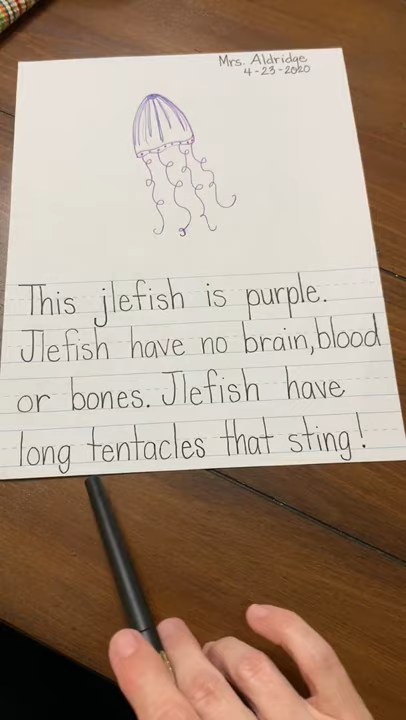 Mrs. Aldridge
4-23-2020
This jlefish is purple.
Jlefish have no brain, blood
or bones. Jlefish have
long tentacles that sting!